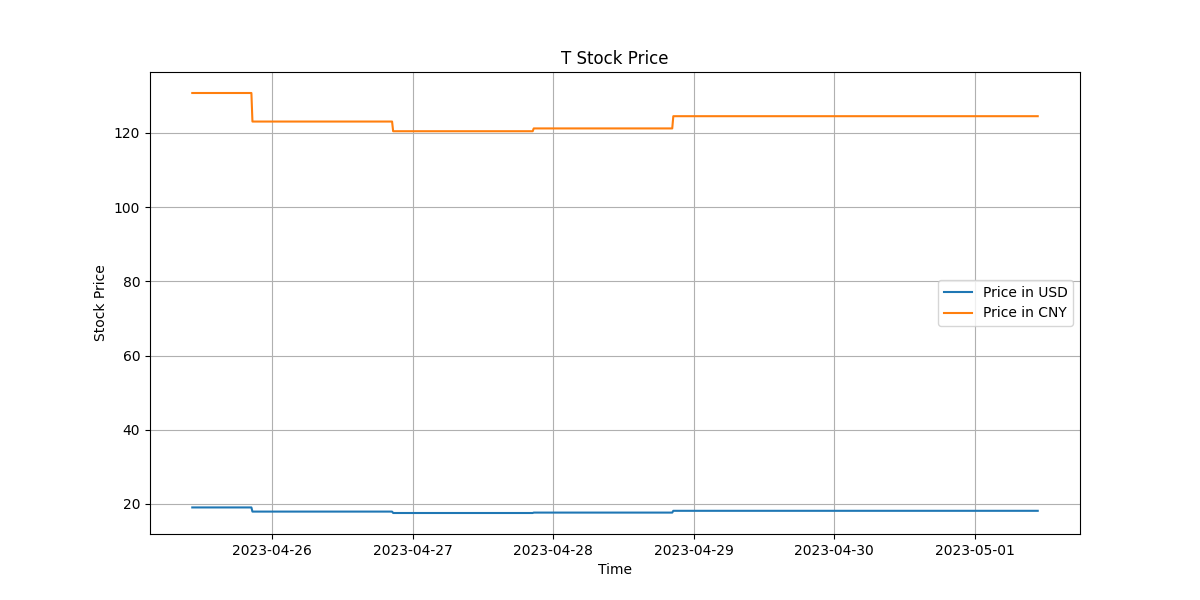 T Stock Price
Stock Price
120
100
80
60
40
20
Price in USD
Price in CNY
2023-04-26
2023-04-27
2023-04-28
2023-04-29
2023-04-30
2023-05-01
Time